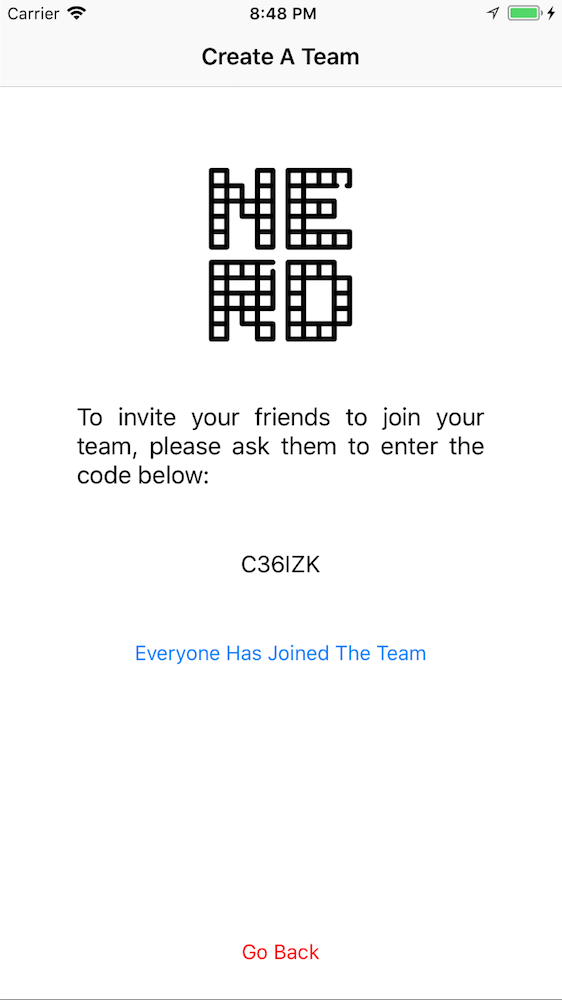 Carrier 8:48 PM
Create A Team
NE
RD
To invite your friends to join your
team, please ask them to enter the
code below:
C36IZK
Everyone Has Joined The Team
Go Back